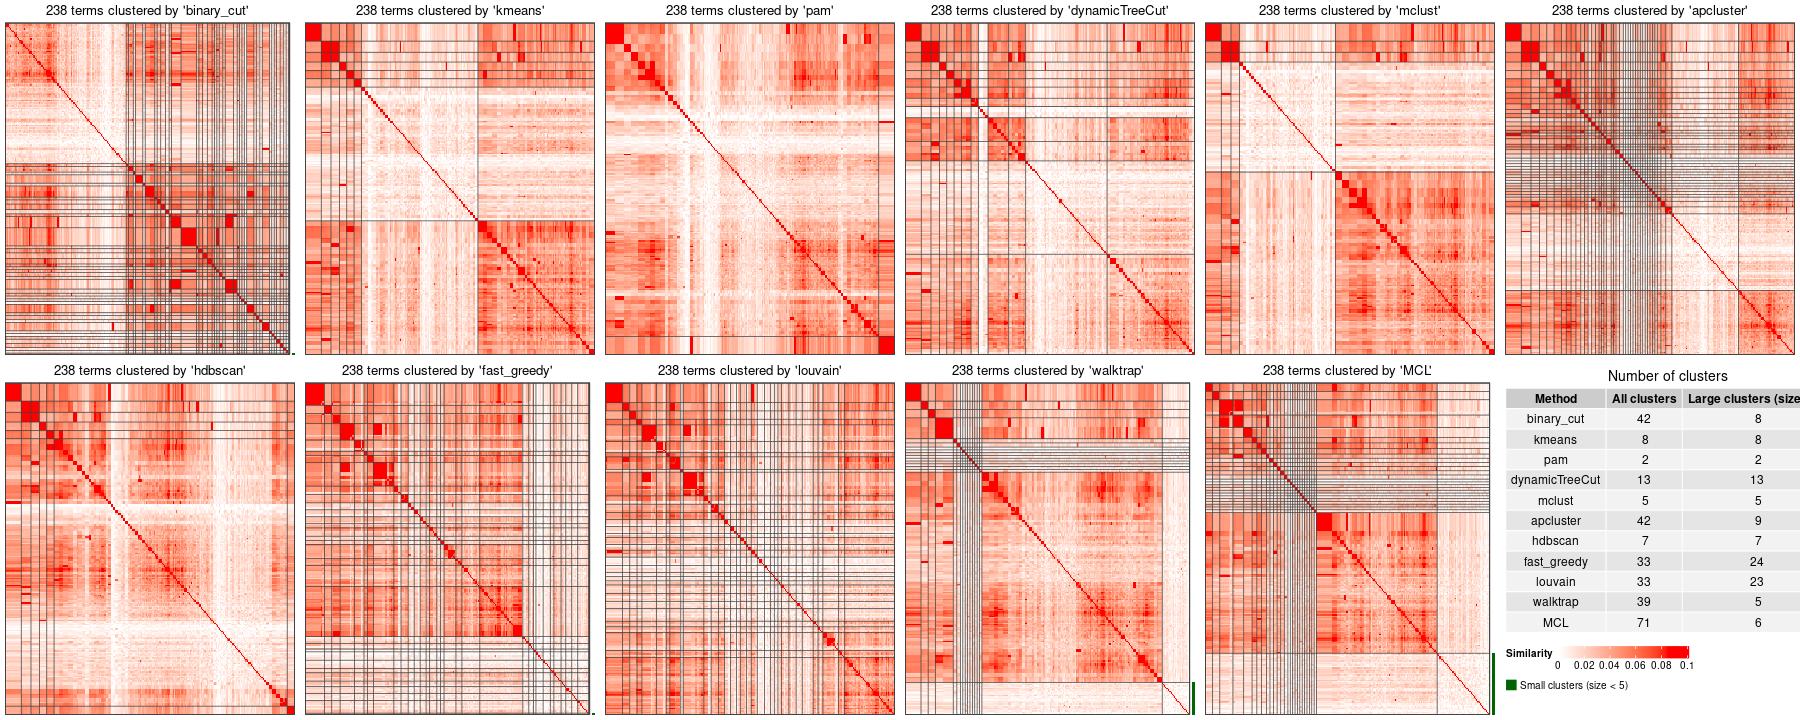 238 terms clustered by 'binary_cut'
238 terms clustered by 'kmeans'
238 terms clustered by 'pam'
238 terms clustered by 'dynamicTreeCut'
238 terms clustered by 'mclust'
238 terms clustered by 'apcluster'
238 terms clustered by 'hdbscan'
238 terms clustered by 'fast_greedy'
238 terms clustered by 'louvain'
238 terms clustered by 'walktrap'
238 terms clustered by 'MCL'
Number of clusters
Method All clusters Large clusters (size
binary_cut 42 8
kmeans 8 8
pam 2 2
dynamicTreeCut 13 13
mclust 5 5
apcluster 42 9
hdbscan 7 7
fast_greedy 33 24
louvain 33 23
walktrap 39 5
MCL 71 6
Similarity
0 0.02 0.04 0.06 0.08 0.1
Small clusters (size < 5)